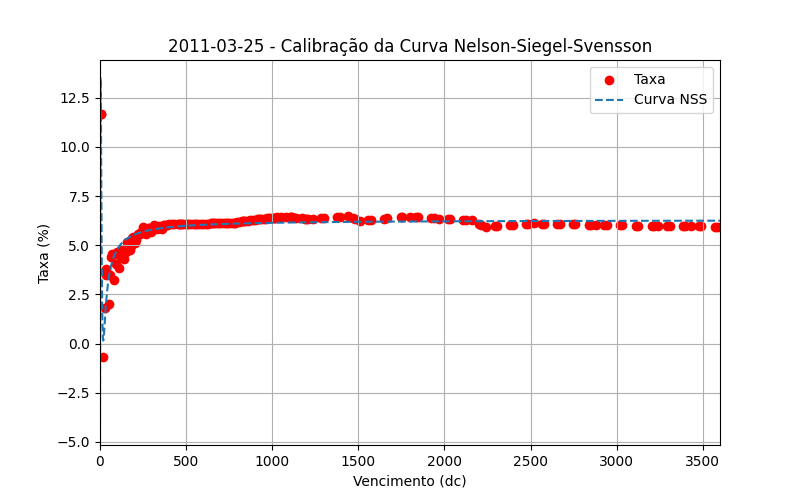 2011-03-25 - Calibração da Curva Nelson-Siegel-Svensson
Taxa
Curva NSS
Taxa (%)
12.5
10.0
7.5
5.0
2.5
0.0
−2.5
−5.0
0 500 1000 1500 2000 2500 3000 3500
Vencimento (dc)